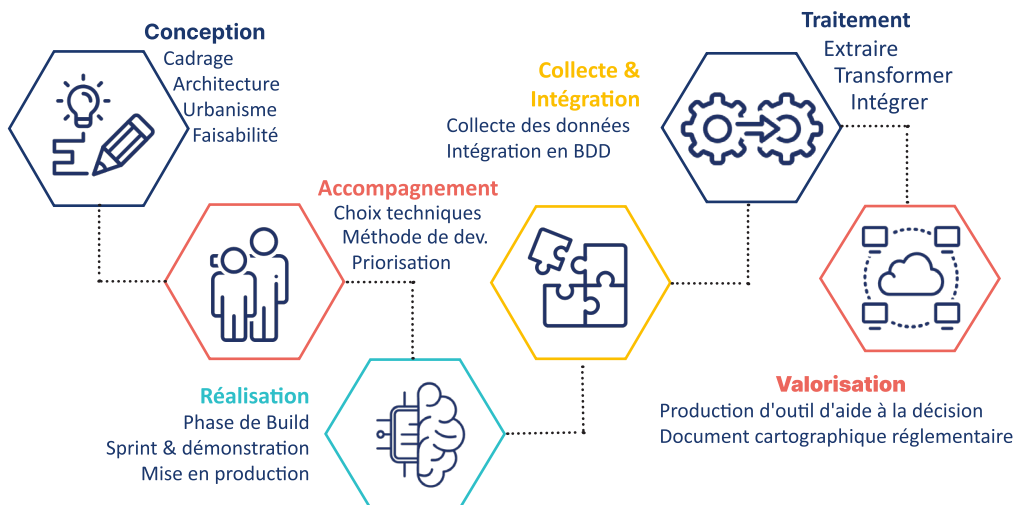 Conception
Cadrage
Architecture
Urbanisme
Faisabilité
Accompagnement
Choix techniques
Méthode de dev.
Priorisation
Réalisation
Phase de Build
Sprint & démonstration
Mise en production
Collecte &
Intégration
Collecte des données
Intégration en BDD
Traitement
Extraire
Transformer
Intégrer
Valorisation
Production d'outil d'aide à la décision
Document cartographique réglementaire